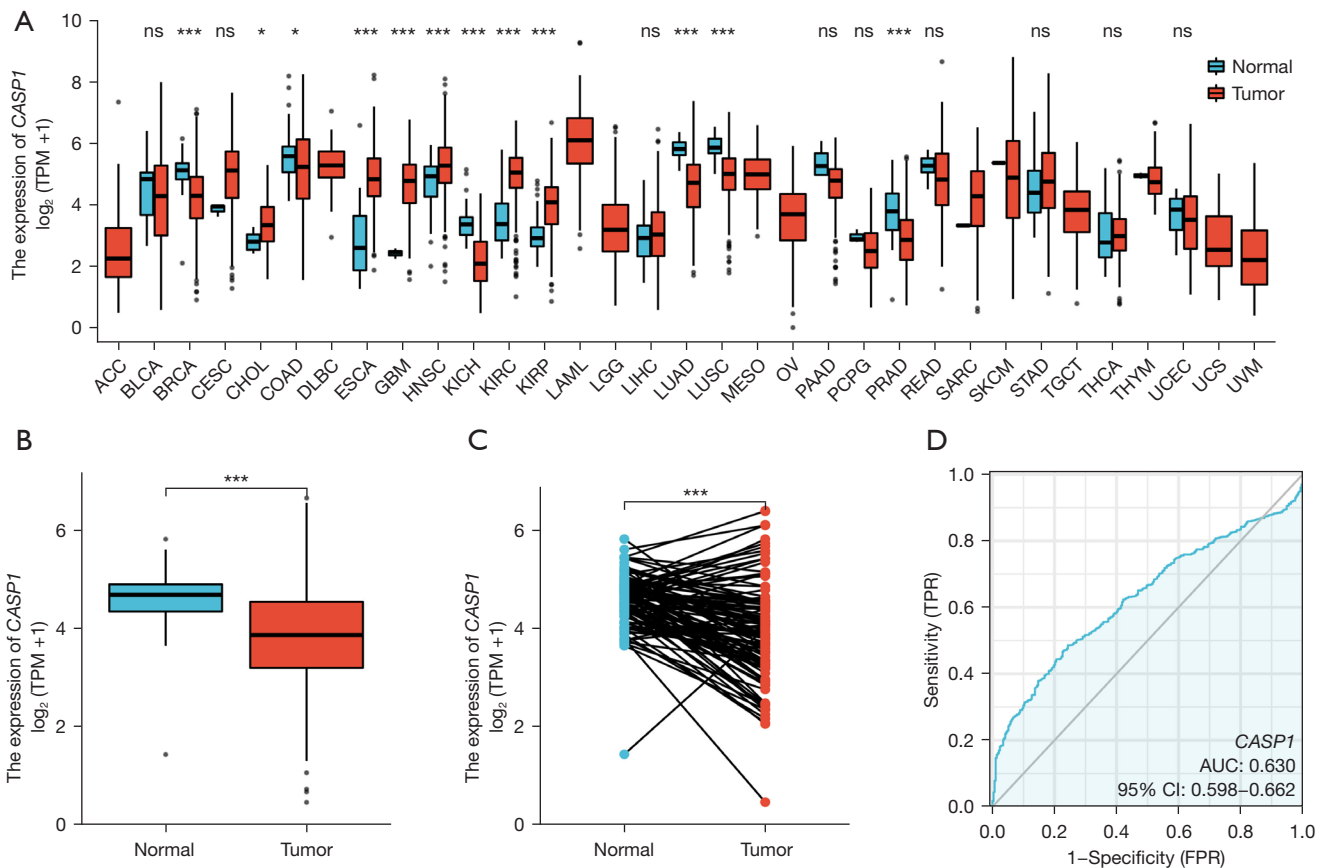 A
The expression of CASP1
log₂ (TPM +1)
10
8
6
4
2
0
ns *** ns * * *** *** *** *** *** *** ns *** *** ns ns *** ns ns ns ns
Normal
Tumor
ACC BLCA BRCA CESC CHOL COAD DLBC ESCA GBM HNSC KICH KIRC KIRP LAML LGG LIHC LUAD LUSC MESO OV PAAD PCPG PRAD READ SARC SKCM STAD TGCT THCA THYM UCEC UCS UVM
B
The expression of CASP1
log₂ (TPM +1)
6
4
2
0
***
Normal Tumor
C
The expression of CASP1
log₂ (TPM +1)
6
4
2
0
***
Normal Tumor
D
Sensitivity (TPR)
1.0
0.8
0.6
0.4
0.2
0.0
CASP1
AUC: 0.630
95% CI: 0.598–0.662
0.0 0.2 0.4 0.6 0.8 1.0
1–Specificity (FPR)